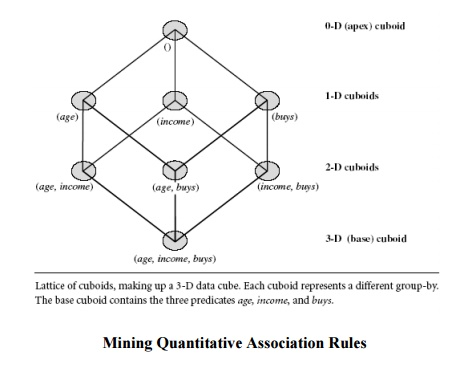 0-D (apex) cuboid
()
1-D cuboids
(age)
(income)
(buys)
2-D cuboids
(age, income)
(age, buys)
(income, buys)
3-D (base) cuboid
(age, income, buys)
Lattice of cuboids, making up a 3-D data cube. Each cuboid represents a different group-by.
The base cuboid contains the three predicates age, income, and buys.
Mining Quantitative Association Rules